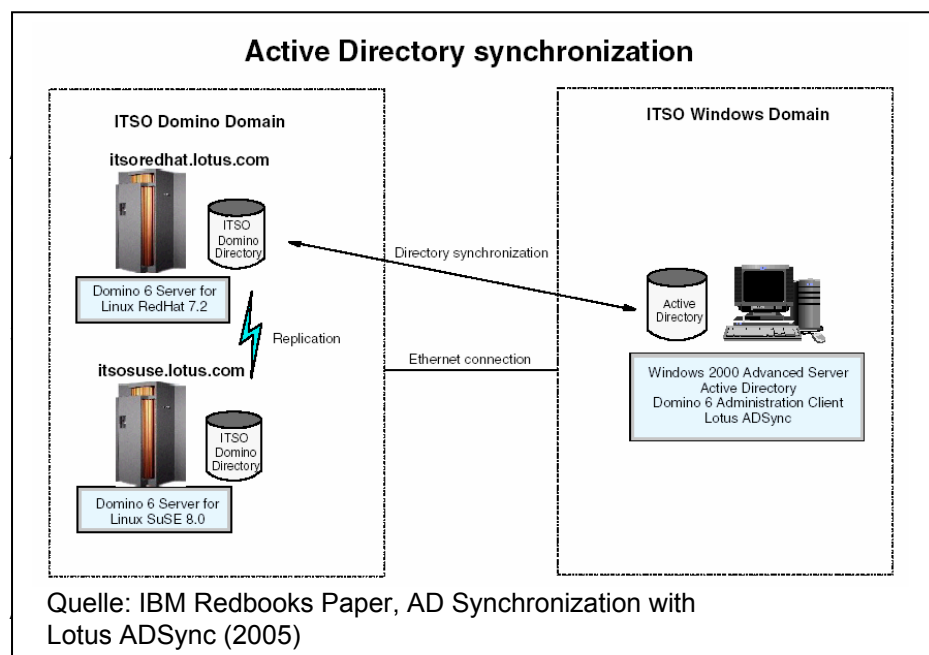 Active Directory synchronization
ITSO Domino Domain
itsoredhat.lotus.com
ITSO
Domino
Directory
Domino 6 Server for
Linux RedHat 7.2
Replication
itsosuse.lotus.com
ITSO
Domino
Directory
Domino 6 Server for
Linux SuSE 8.0
Directory synchronization
Ethernet connection
ITSO Windows Domain
Active
Directory
Windows 2000 Advanced Server
Active Directory
Domino 6 Administration Client
Lotus ADSync
Quelle: IBM Redbooks Paper, AD Synchronization with
Lotus ADSync (2005)